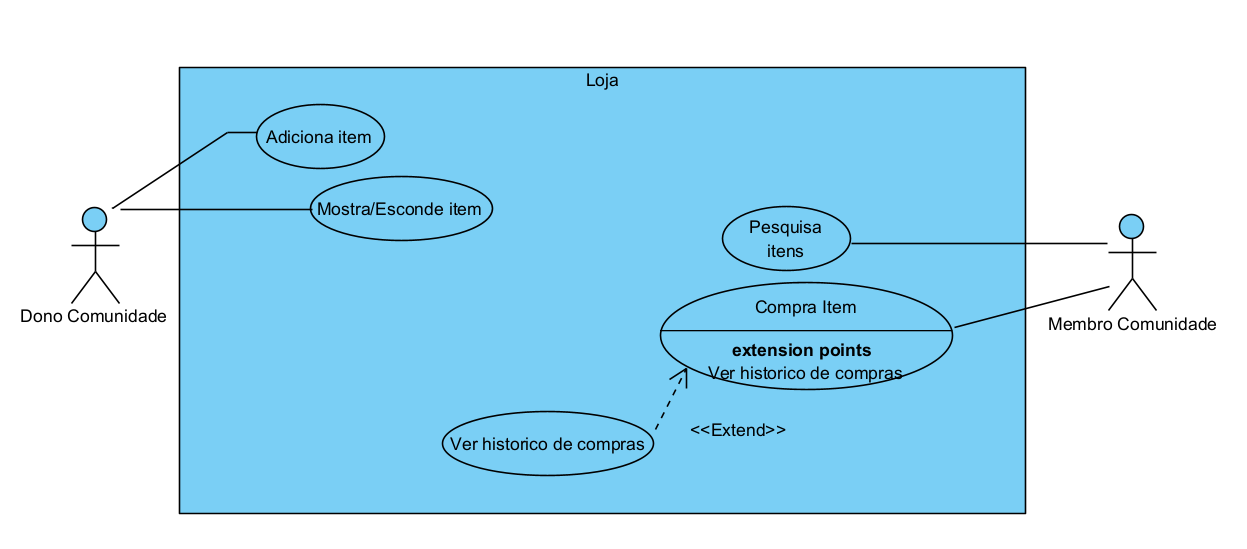 Loja
Adiciona item
Mostra/Esconde item
Dono Comunidade
Pesquisa
itens
Compra Item
extension points
Ver historico de compras
Membro Comunidade
<<Extend>>
Ver historico de compras